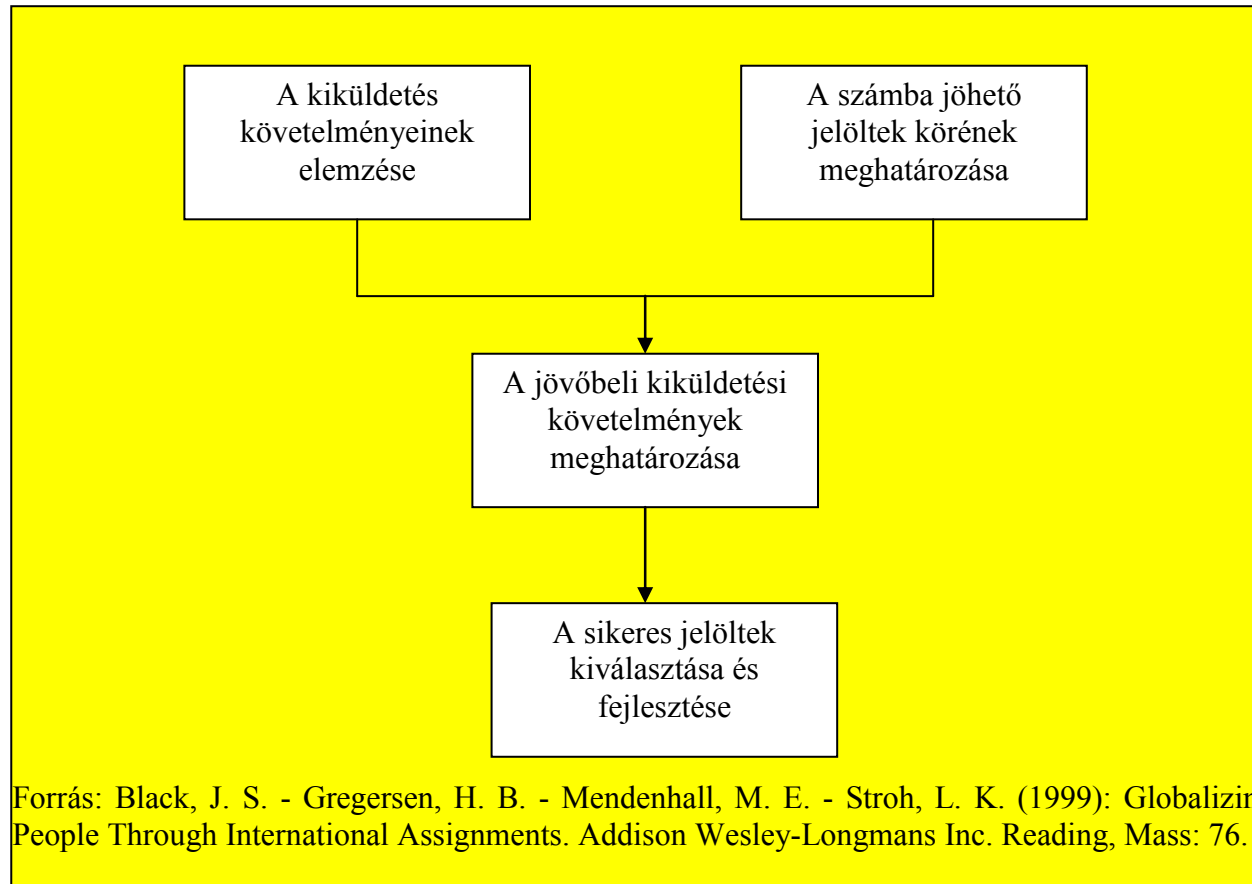 A kiküldetés
követelményeinek
elemzése
A számba jöhető
jelöltek körének
meghatározása
A jövőbeli kiküldetési
követelmények
meghatározása
A sikeres jelöltek
kiválasztása és
fejlesztése
Forrás: Black, J. S. - Gregersen, H. B. - Mendenhall, M. E. - Stroh, L. K. (1999): Globalizin
People Through International Assignments. Addison Wesley-Longmans Inc. Reading, Mass: 76.